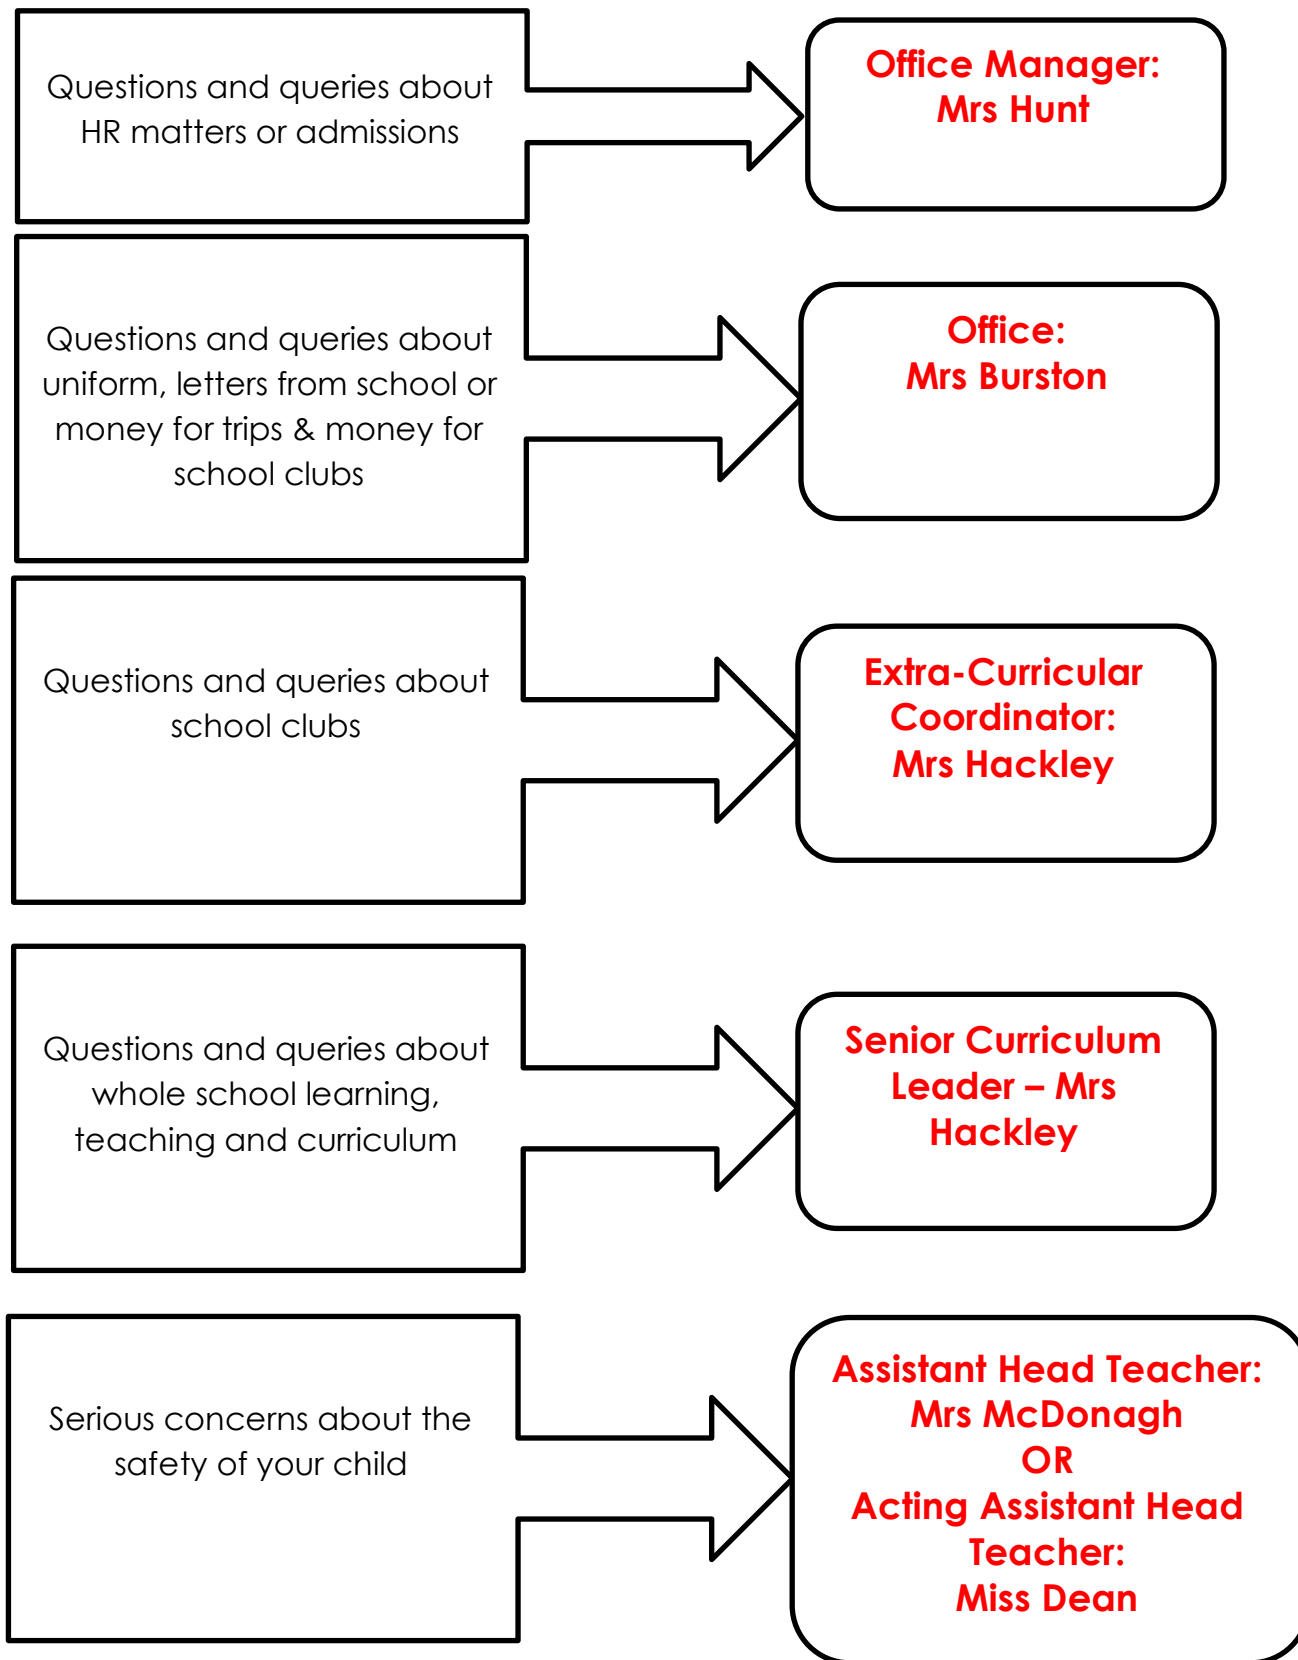 Questions and queries about
HR matters or admissions
Office Manager:
Mrs Hunt
Questions and queries about
uniform, letters from school or
money for trips & money for
school clubs
Office:
Mrs Burston
Questions and queries about
school clubs
Extra-Curricular
Coordinator:
Mrs Hackley
Questions and queries about
whole school learning,
teaching and curriculum
Senior Curriculum
Leader – Mrs
Hackley
Serious concerns about the
safety of your child
Assistant Head Teacher:
Mrs McDonagh
OR
Acting Assistant Head
Teacher:
Miss Dean